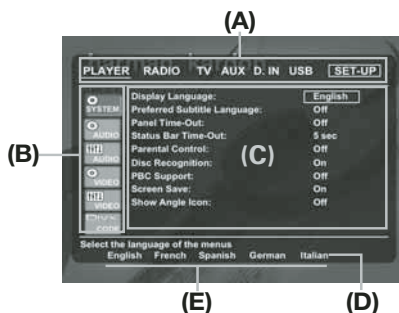 (A)
harman kardon
PLAYER RADIO TV AUX D. IN USB SET-UP
(B)
SYSTEM
AUDIO
AUDIO
VIDEO
VIDEO
DivX
CODE
Display Language: English
Preferred Subtitle Language: Off
Panel Time-Out: Off
Status Bar Time-Out: 5 sec
Parental Control: Off
Disc Recognition: On
PBC Support: Off
Screen Save: On
Show Angle Icon: Off
(C)
Select the language of the menus
English French Spanish German Italian
(E) (D)